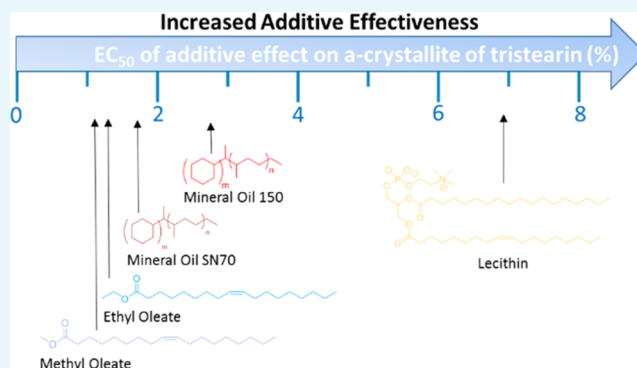 Increased Additive Effectiveness
EC50 of additive effect on a-crystallite of tristearin (%)
0 2 4 6 8
Mineral Oil 150
Mineral Oil SN70
Lecithin
Ethyl Oleate
Methyl Oleate